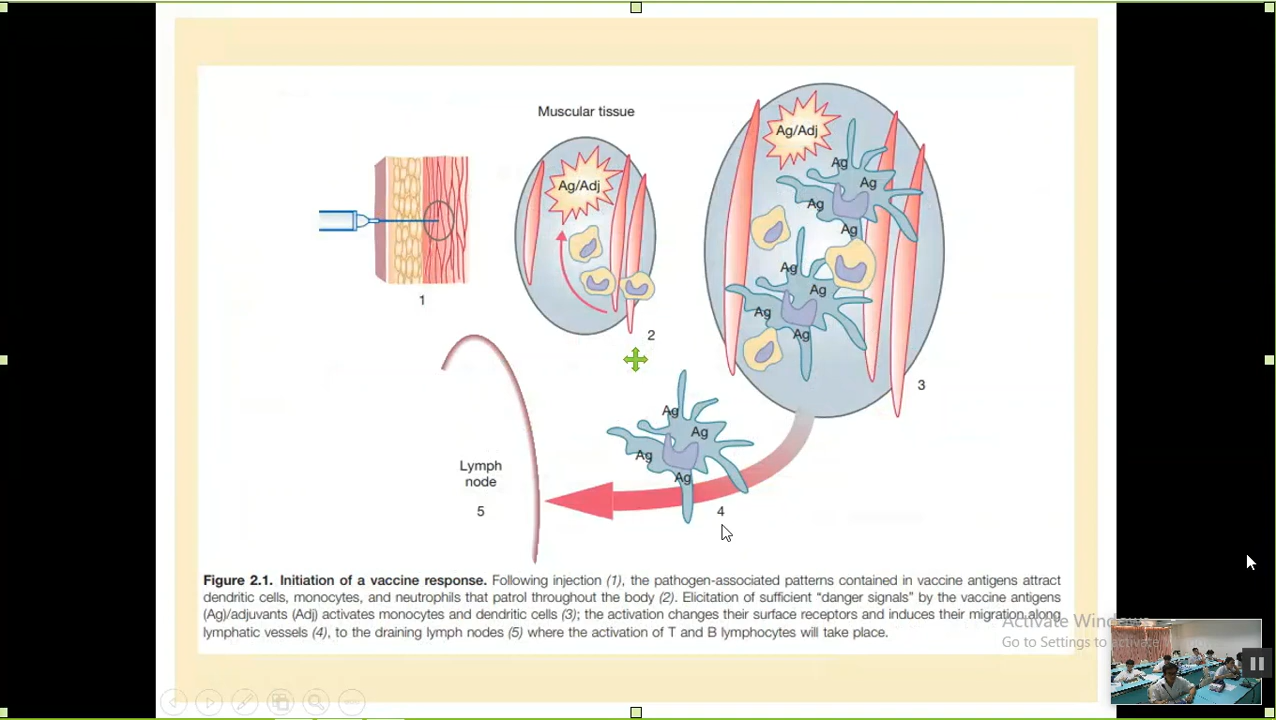 Muscular tissue
Ag/Adj
Ag/Adj
Ag
Ag
Ag
Ag
Ag
Ag
Ag
Ag
1
2
3
Ag
Ag
Ag
Ag
4
Lymph
node
5
Figure 2.1. Initiation of a vaccine response. Following injection (1), the pathogen-associated patterns contained in vaccine antigens attract
dendritic cells, monocytes, and neutrophils that patrol throughout the body (2). Elicitation of sufficient “danger signals” by the vaccine antigens
(Ag)/adjuvants (Adj) activates monocytes and dendritic cells (3); the activation changes their surface receptors and induces their migration along
lymphatic vessels (4), to the draining lymph nodes (5) where the activation of T and B lymphocytes will take place.
Activate Windows
Go to Settings to activate